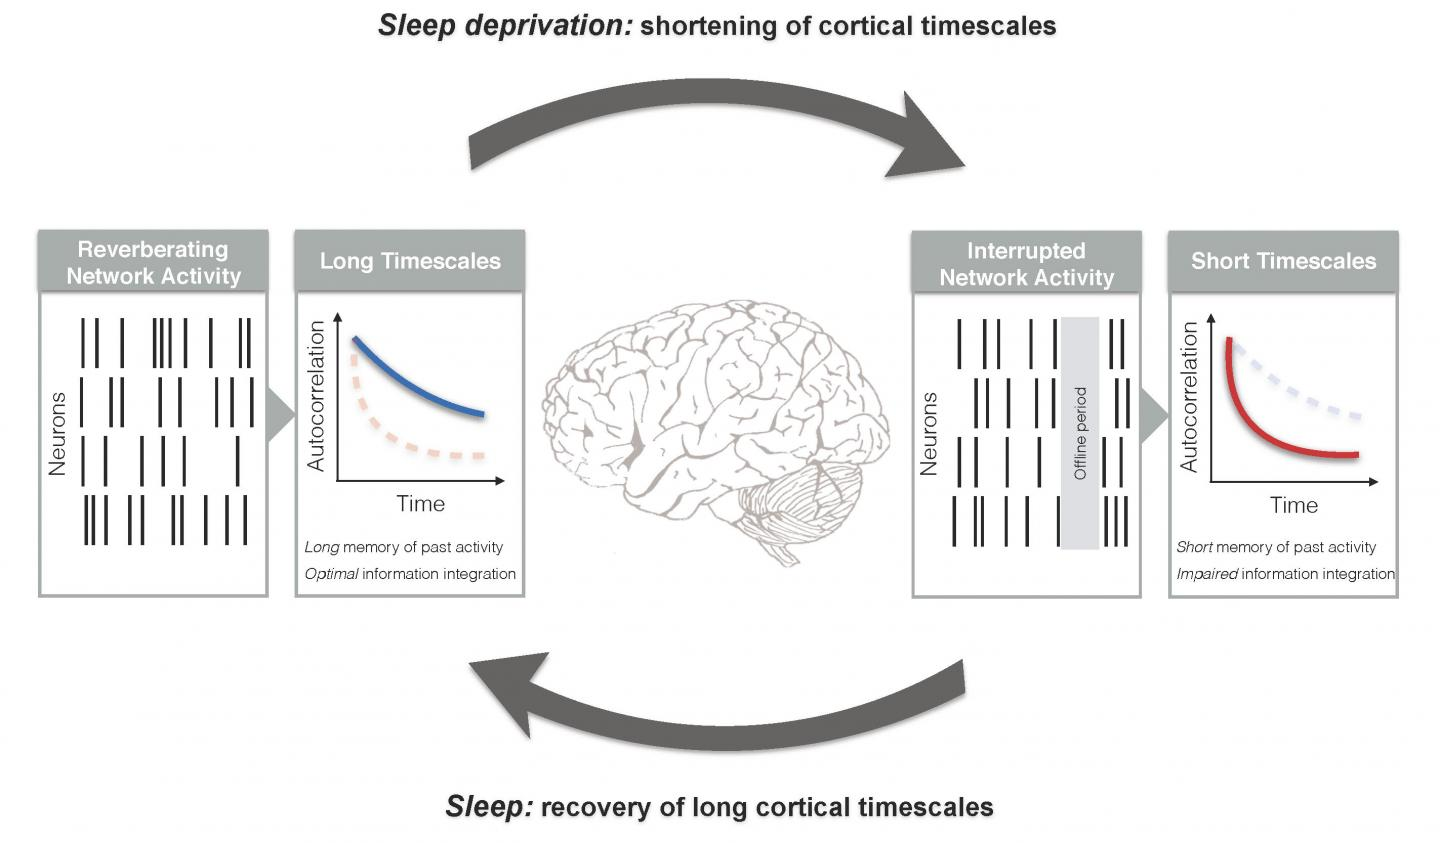 Sleep deprivation: shortening of cortical timescales
Reverberating
Network Activity
Neurons
Long Timescales
Autocorrelation
Time
Long memory of past activity
Optimal information integration
Interrupted
Network Activity
Neurons
Offline period
Short Timescales
Autocorrelation
Time
Short memory of past activity
Impaired information integration
Sleep: recovery of long cortical timescales